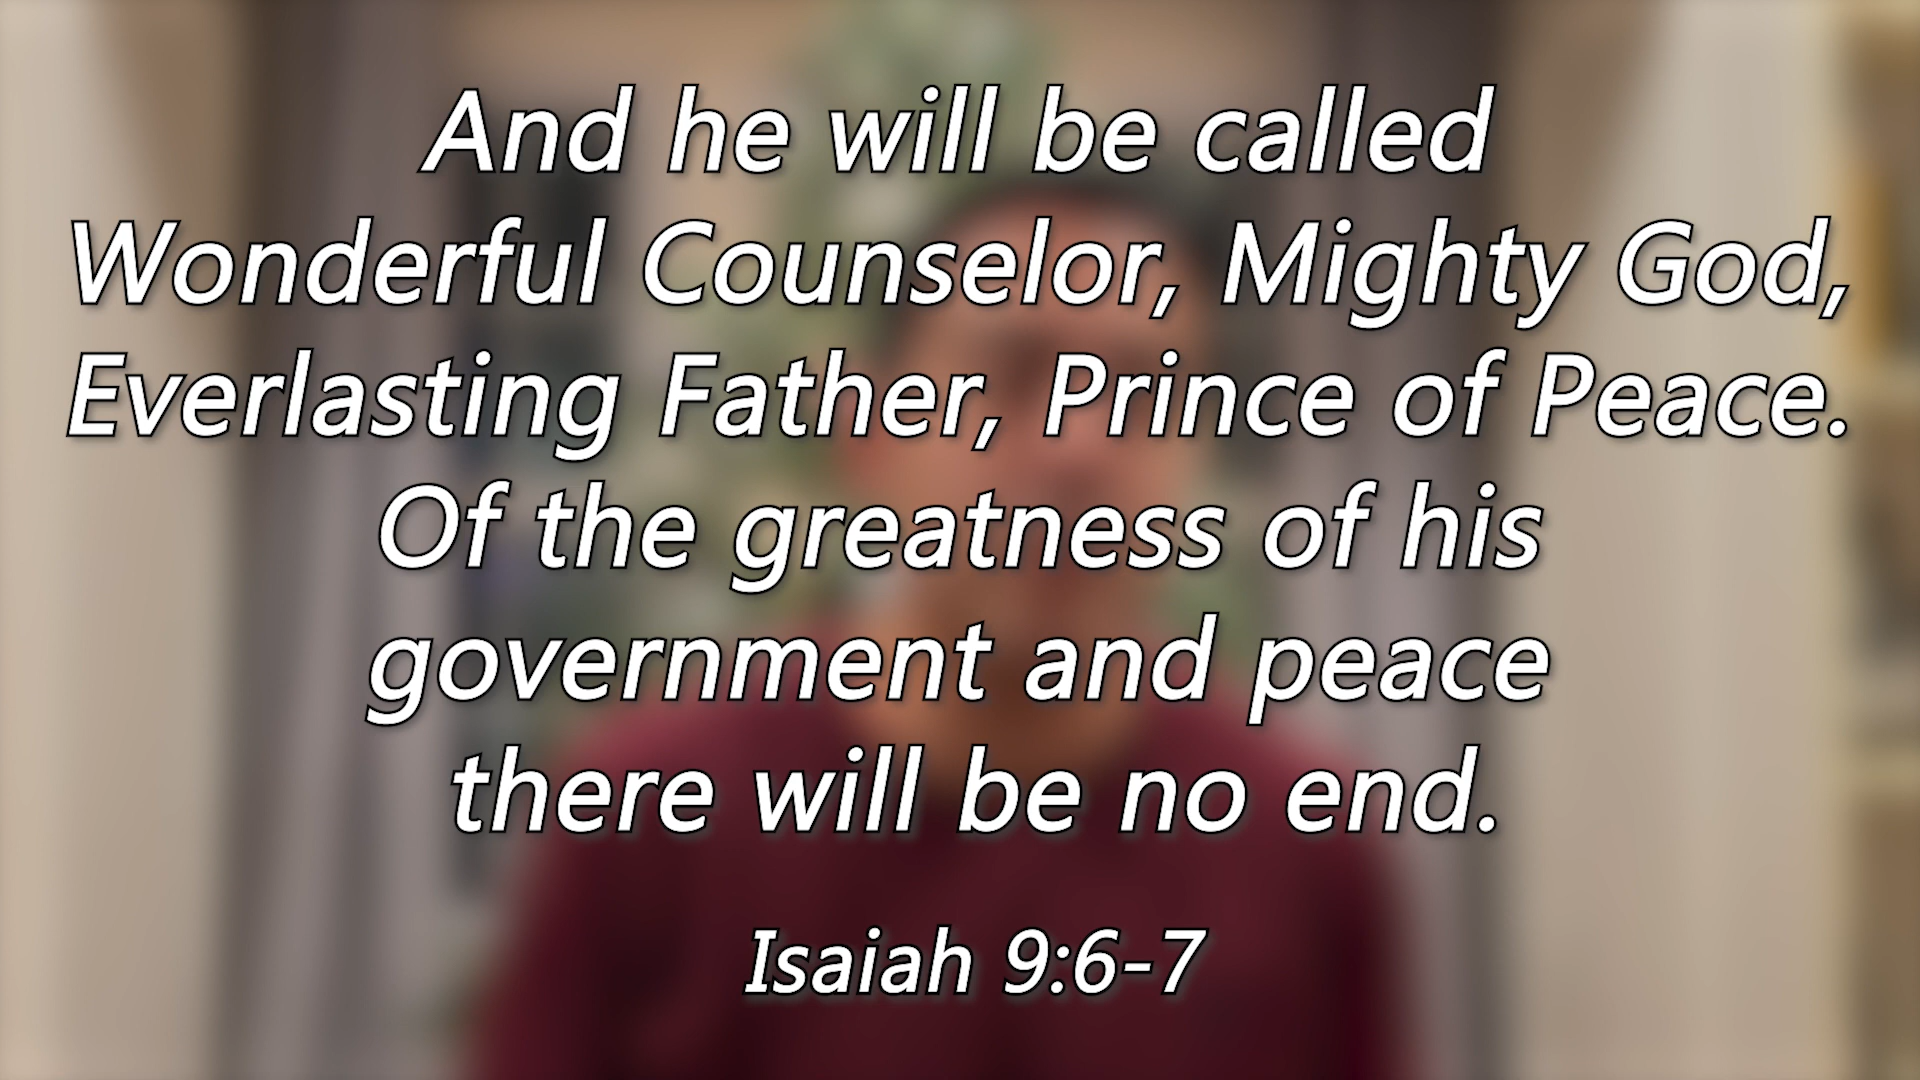 And he will be called
Wonderful Counselor, Mighty God,
Everlasting Father, Prince of Peace.
Of the greatness of his
government and peace
there will be no end.
Isaiah 9:6-7